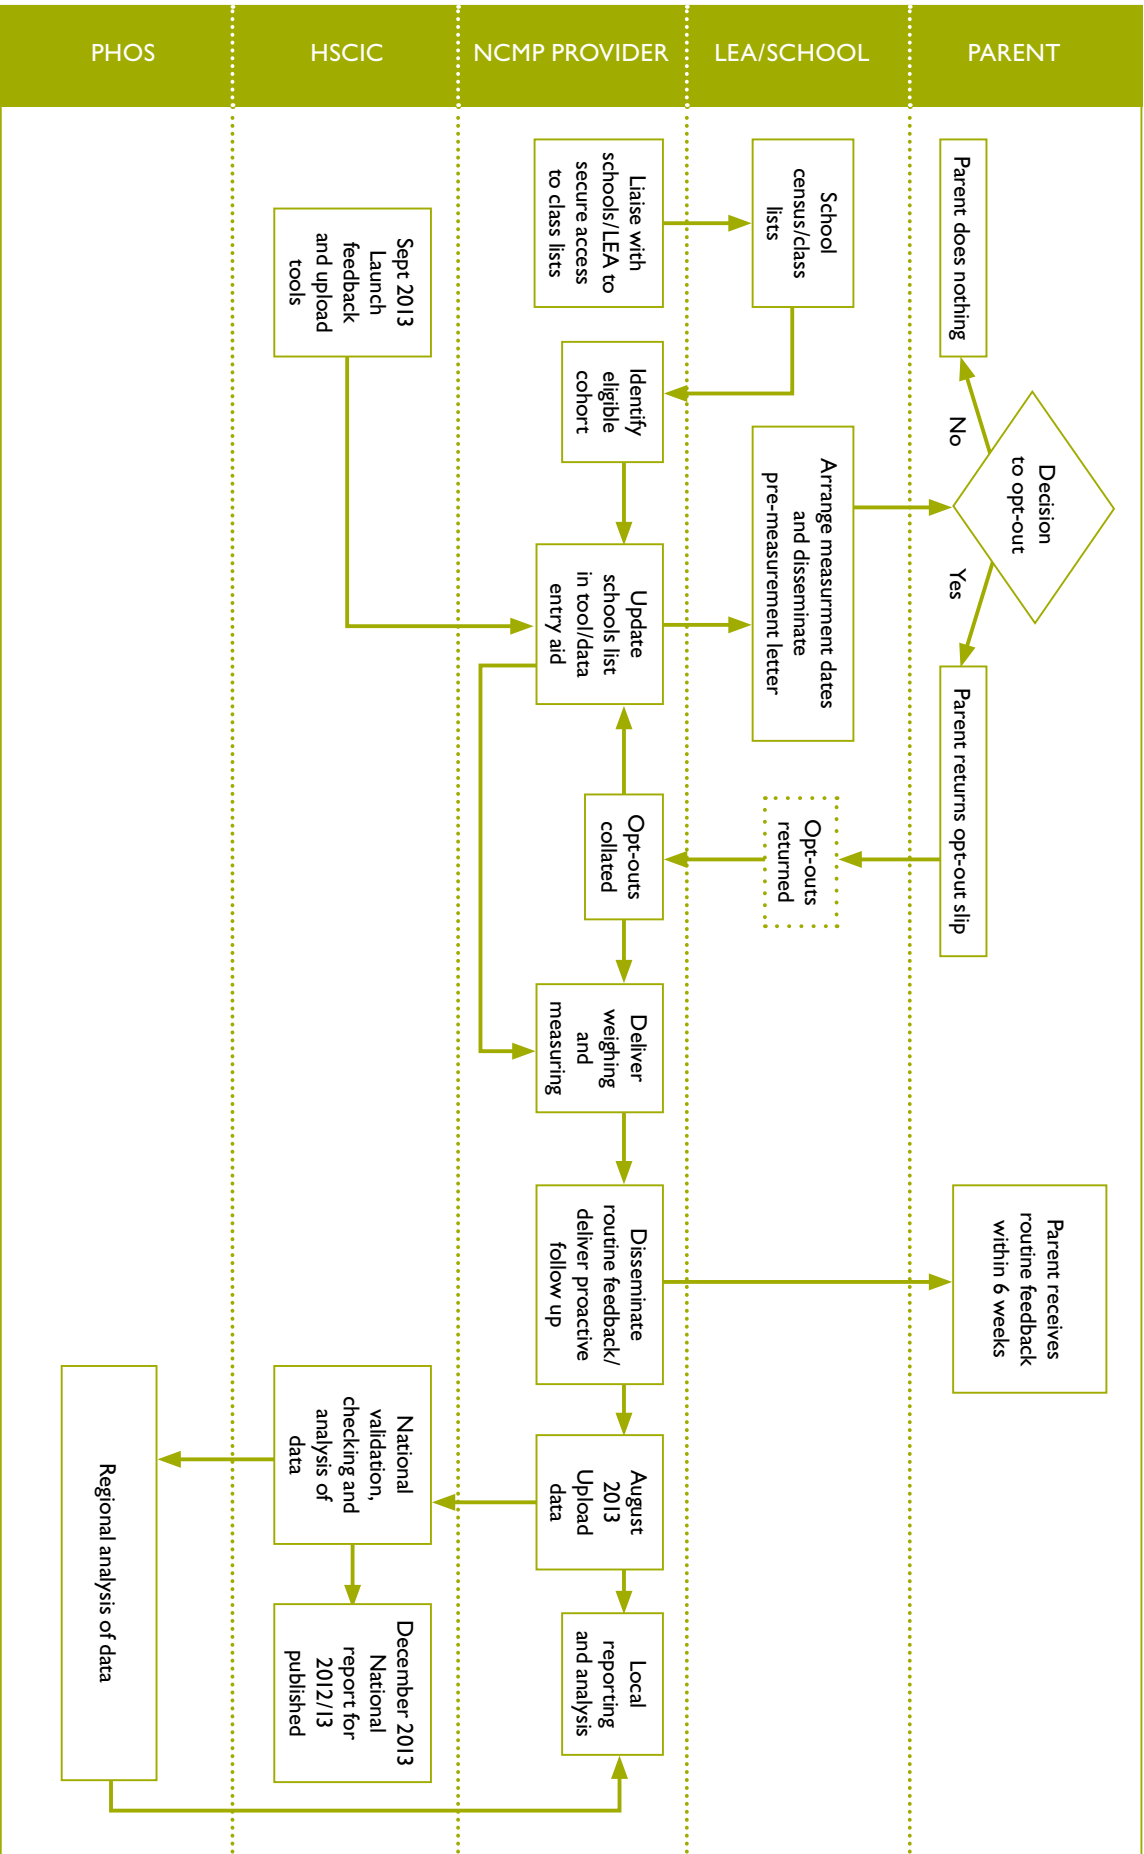 PHOS
HSCIC
NCMP PROVIDER
LEA/SCHOOL
PARENT
Parent does nothing
No
Decision
to opt-out
Yes
Parent returns opt-out slip
Parent receives
routine feedback
within 6 weeks
School
census/class
lists
Arrange measurment dates
and disseminate
pre-measurement letter
Opt-outs
returned
Liaise with
schools/LEA to
secure access
to class lists
Identify
eligible
cohort
Update
schools list
in tool/data
entry aid
Opt-outs
collated
Deliver
weighing
and
measuring
Disseminate
routine feedback/
deliver proactive
follow up
August
2013
Upload
data
Local
reporting
and analysis
Sept 2013
Launch
feedback
and upload
tools
National
validation,
checking and
analysis of
data
December 2013
National
report for
2012/13
published
Regional analysis of data